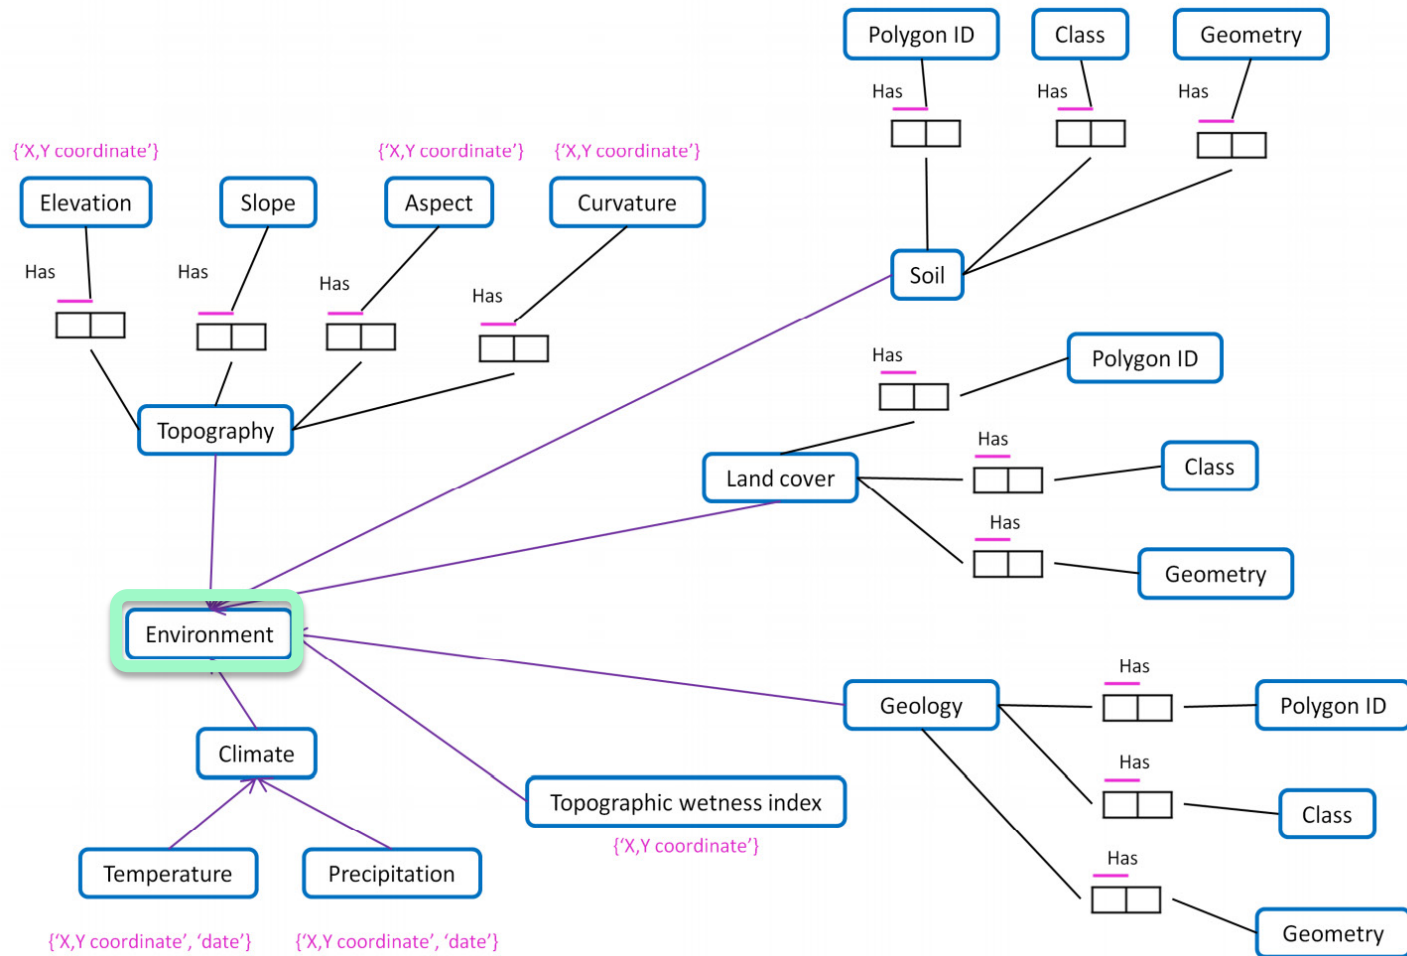 Polygon ID
Class
Geometry
Has
Has
Has
{‘X,Y coordinate’}
{‘X,Y coordinate’}
{‘X,Y coordinate’}
Elevation
Slope
Aspect
Curvature
Has
Has
Has
Has
Soil
Has
Polygon ID
Topography
Has
Class
Land cover
Has
Geometry
Environment
Has
Polygon ID
Geology
Climate
Has
Class
Topographic wetness index
{‘X,Y coordinate’}
Has
Temperature
Precipitation
Geometry
{‘X,Y coordinate’, ‘date’}
{‘X,Y coordinate’, ‘date’}